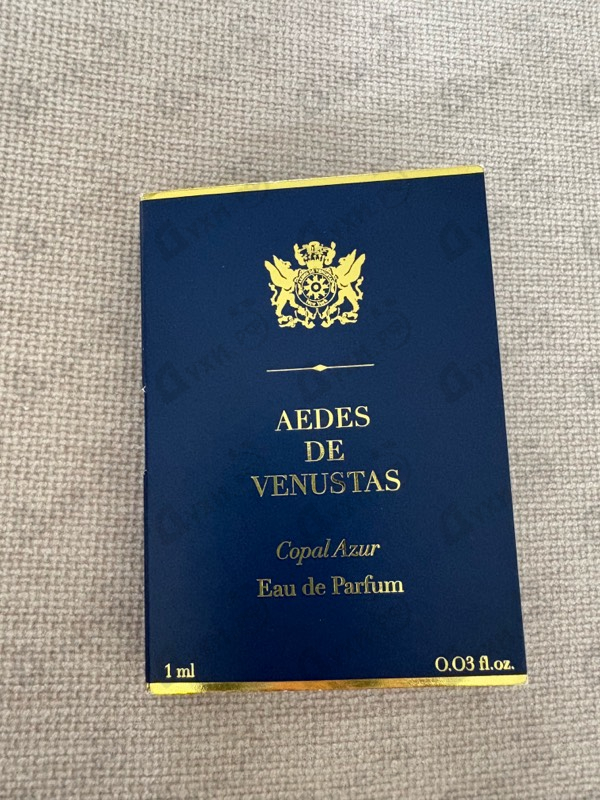 AEDES
DE
VENUSTAS
Copal Azur
Eau de Parfum
1 ml
0.03 fl.oz.